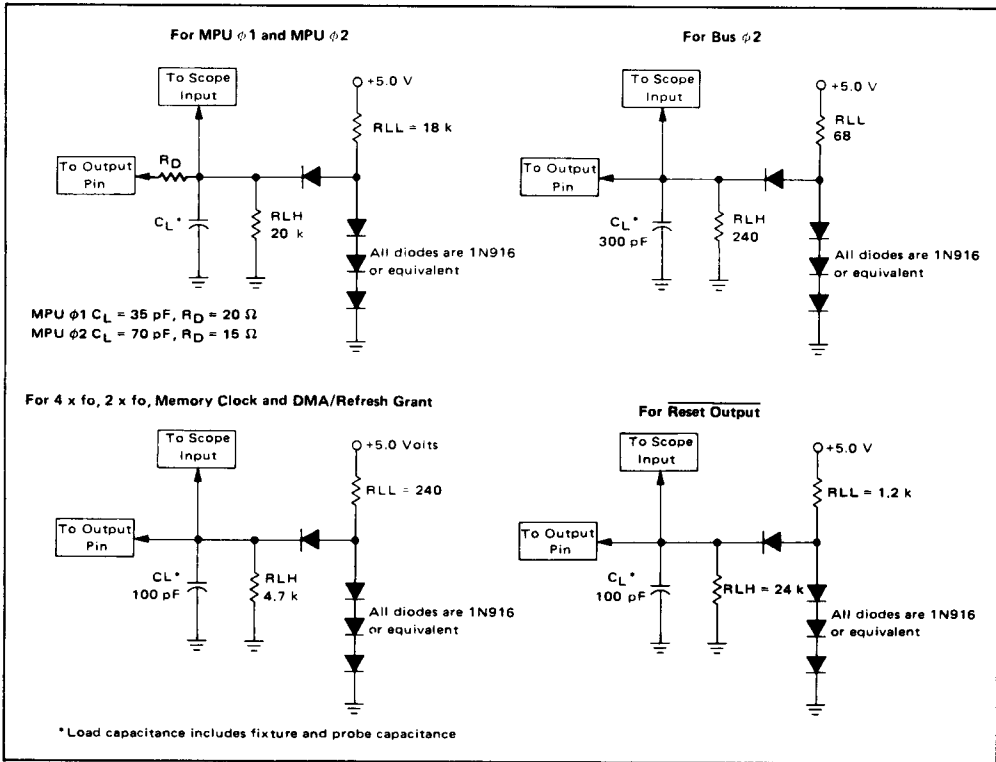 For MPU φ1 and MPU φ2
To Scope
Input
+5.0 V
RLL = 18 k
To Output
Pin
RD
CL*
RLH
20 k
All diodes are 1N916
or equivalent
MPU φ1 CL = 35 pF, RD = 20 Ω
MPU φ2 CL = 70 pF, RD = 15 Ω
For Bus φ2
To Scope
Input
+5.0 V
RLL
68
To Output
Pin
CL*
300 pF
RLH
240
All diodes are 1N916
or equivalent
For 4 x fo, 2 x fo, Memory Clock and DMA/Refresh Grant
To Scope
Input
+5.0 Volts
RLL = 240
To Output
Pin
CL*
100 pF
RLH
4.7 k
All diodes are 1N916
or equivalent
For Reset Output
To Scope
Input
+5.0 V
RLL = 1.2 k
To Output
Pin
CL*
100 pF
RLH = 24 k
All diodes are 1N916
or equivalent
*Load capacitance includes fixture and probe capacitance